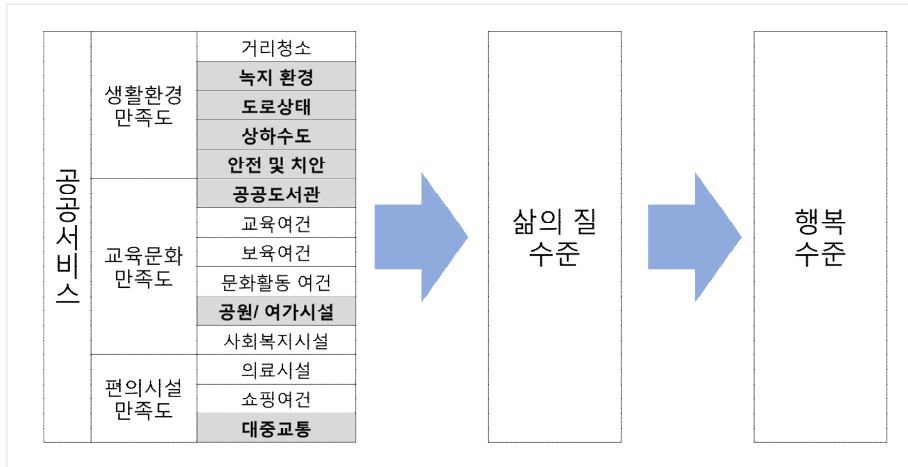 공공서비스
생활환경
만족도
거리청소
녹지 환경
도로상태
상하수도
안전 및 치안
교육문화
만족도
공공도서관
교육여건
보육여건
문화활동 여건
공원/ 여가시설
사회복지시설
편의시설
만족도
의료시설
쇼핑여건
대중교통
삶의 질
수준
행복
수준